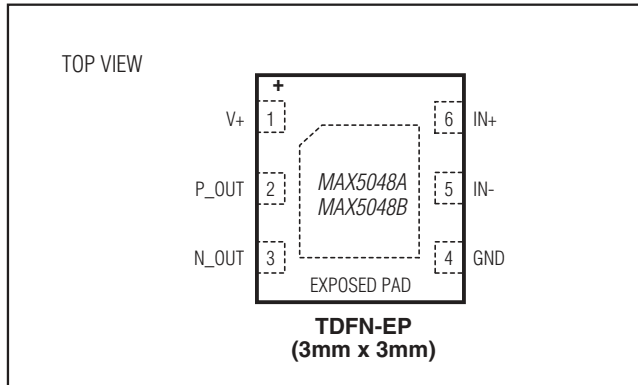 TOP VIEW
+
V+ 1 6 IN+
P_OUT 2 MAX5048A 5 IN-
MAX5048B
N_OUT 3 4 GND
EXPOSED PAD
TDFN-EP
(3mm x 3mm)